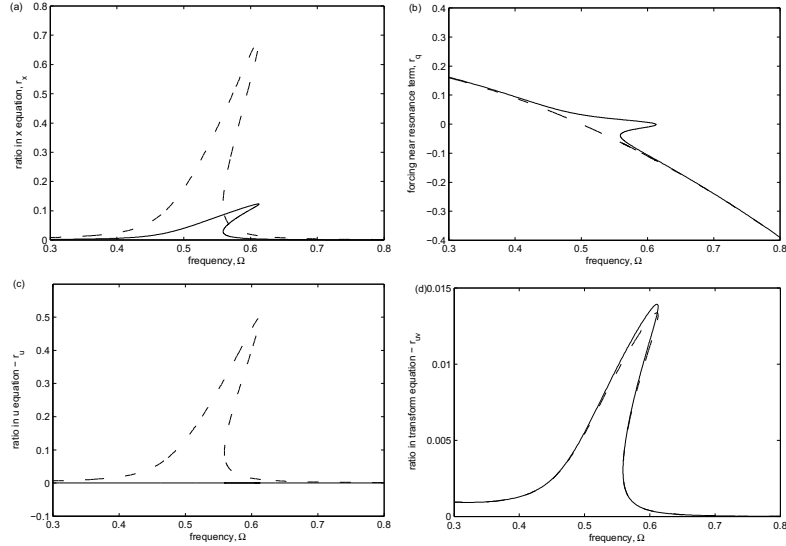 (a)
ratio in x equation, r_x
0.8
0.7
0.6
0.5
0.4
0.3
0.2
0.1
0
0.3 0.4 0.5 0.6 0.7 0.8
frequency, Ω
(b)
forcing near resonance term, r_q
0.4
0.3
0.2
0.1
0
−0.1
−0.2
−0.3
−0.4
0.3 0.4 0.5 0.6 0.7 0.8
frequency, Ω
(c)
ratio in u equation − r_u
0.6
0.5
0.4
0.3
0.2
0.1
0
−0.1
0.3 0.4 0.5 0.6 0.7 0.8
frequency, Ω
(d)
ratio in transform equation − r_uv
0.015
0.01
0.005
0
0.3 0.4 0.5 0.6 0.7 0.8
frequency, Ω